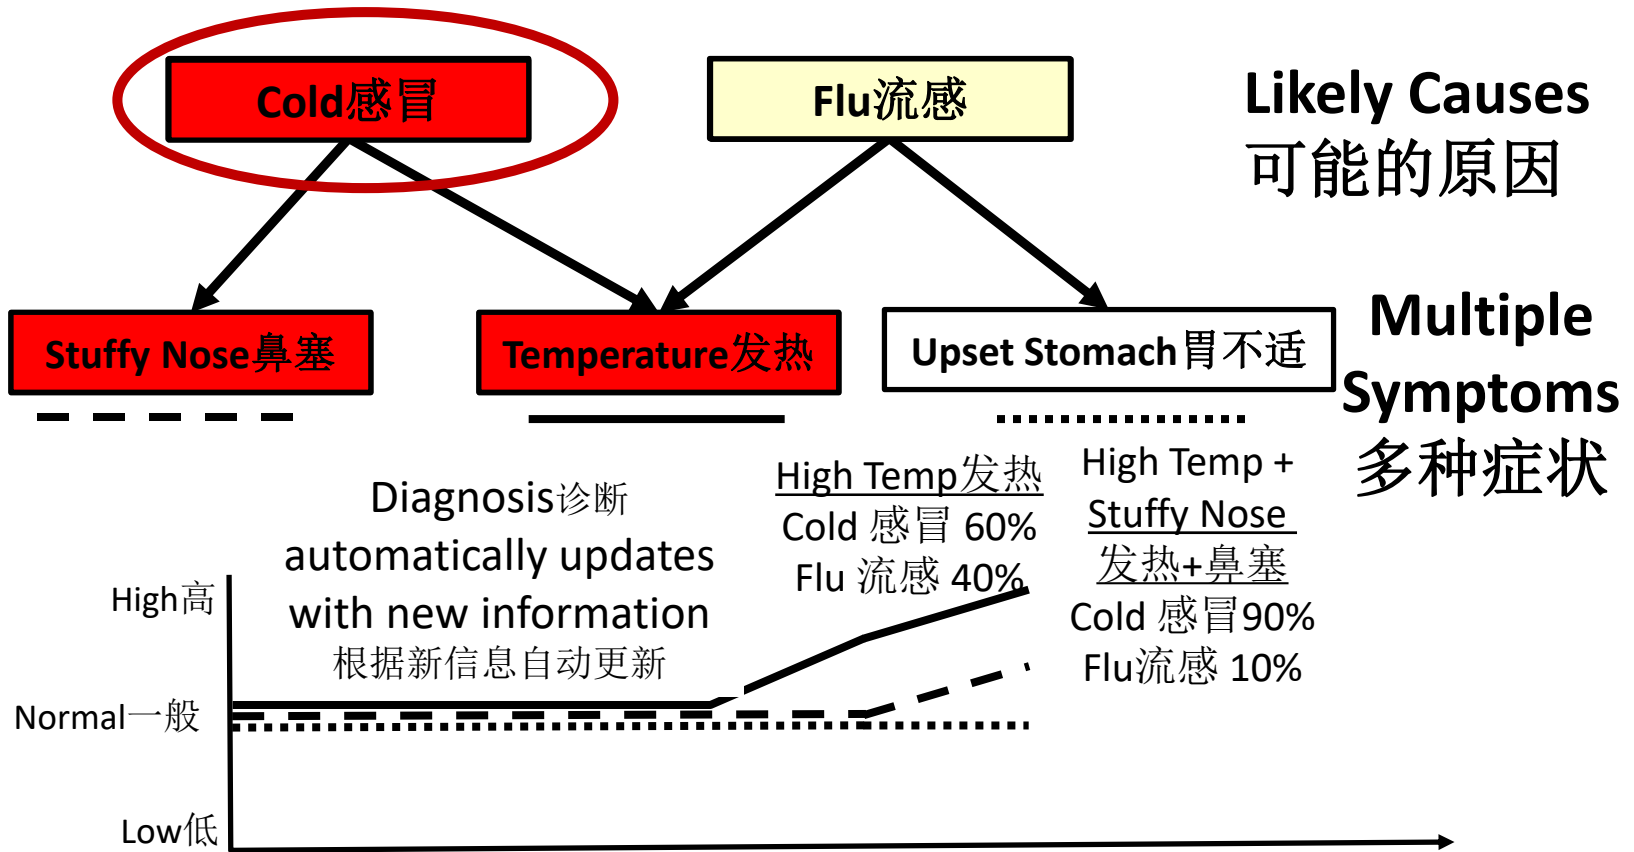 Cold感冒
Flu流感
Likely Causes
可能的原因
Stuffy Nose鼻塞
Temperature发热
Upset Stomach胃不适
Multiple
Symptoms
多种症状
Diagnosis诊断
automatically updates
with new information
根据新信息自动更新
High Temp发热
Cold 感冒 60%
Flu 流感 40%
High Temp +
Stuffy Nose
发热+鼻塞
Cold 感冒90%
Flu流感 10%
High高
Normal一般
Low低